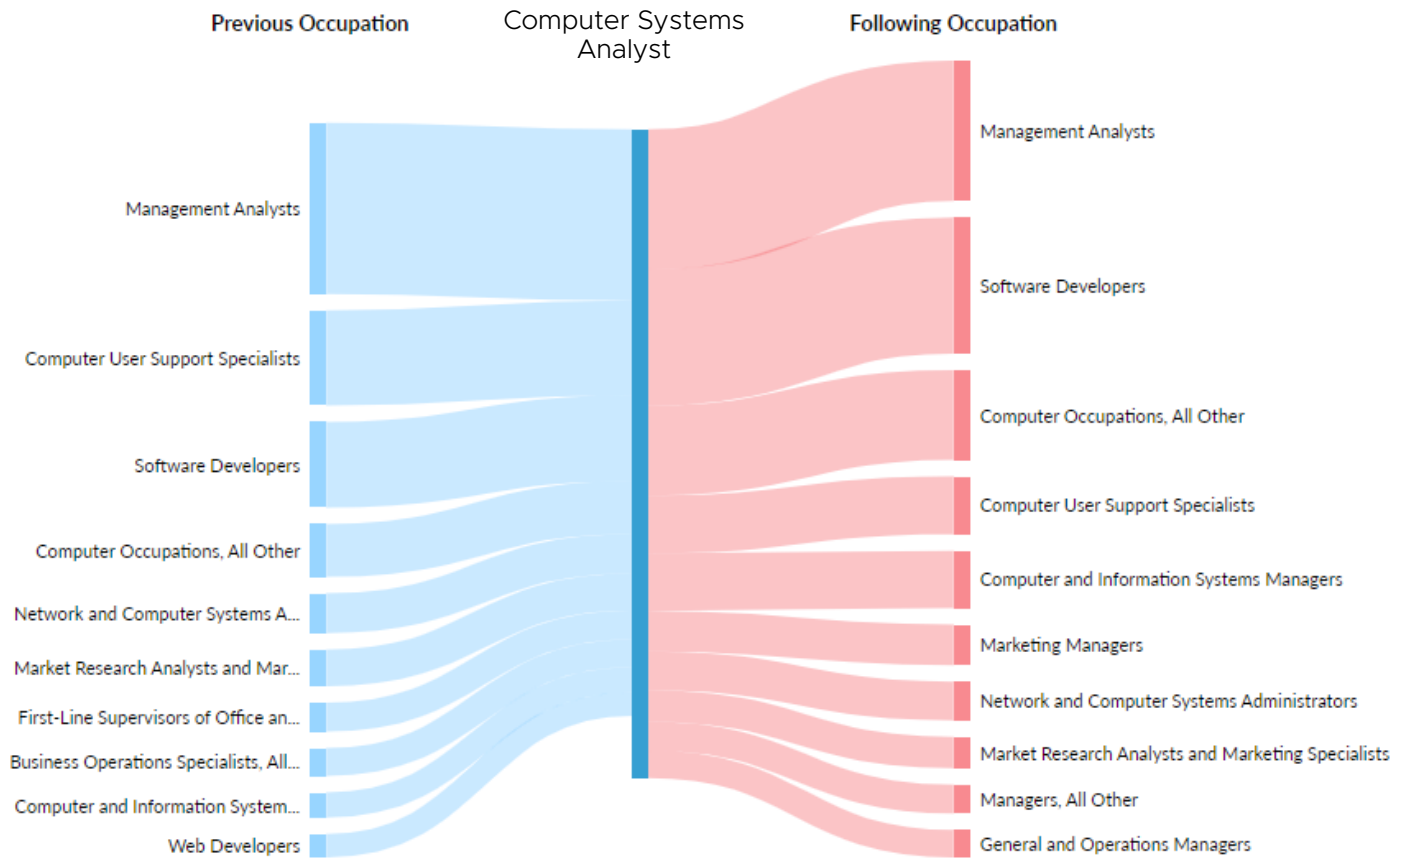 Previous Occupation
Computer Systems
Analyst
Following Occupation
Management Analysts
Computer User Support Specialists
Software Developers
Computer Occupations, All Other
Network and Computer Systems A...
Market Research Analysts and Mar...
First-Line Supervisors of Office an...
Business Operations Specialists, All...
Computer and Information System...
Web Developers
Management Analysts
Software Developers
Computer Occupations, All Other
Computer User Support Specialists
Computer and Information Systems Managers
Marketing Managers
Network and Computer Systems Administrators
Market Research Analysts and Marketing Specialists
Managers, All Other
General and Operations Managers